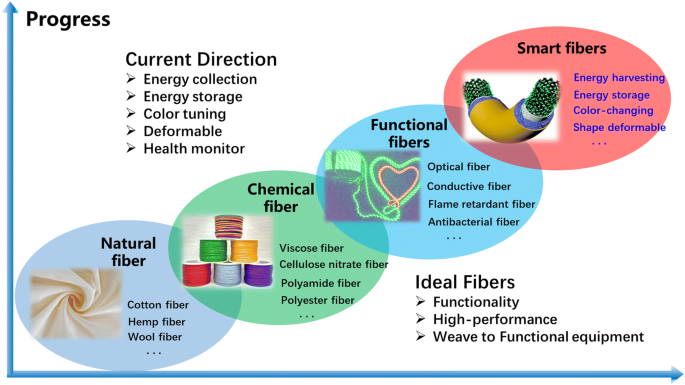 Progress
Current Direction
➢ Energy collection
➢ Energy storage
➢ Color tuning
➢ Deformable
➢ Health monitor
Smart fibers
Energy harvesting
Energy storage
Color-changing
Shape deformable
. . .
Functional
fibers
Optical fiber
Conductive fiber
Flame retardant fiber
Antibacterial fiber
. . .
Chemical
fiber
Viscose fiber
Cellulose nitrate fiber
Polyamide fiber
Polyester fiber
. . .
Natural
fiber
Cotton fiber
Hemp fiber
Wool fiber
. . .
Ideal Fibers
➢ Functionality
➢ High-performance
➢ Weave to Functional equipment